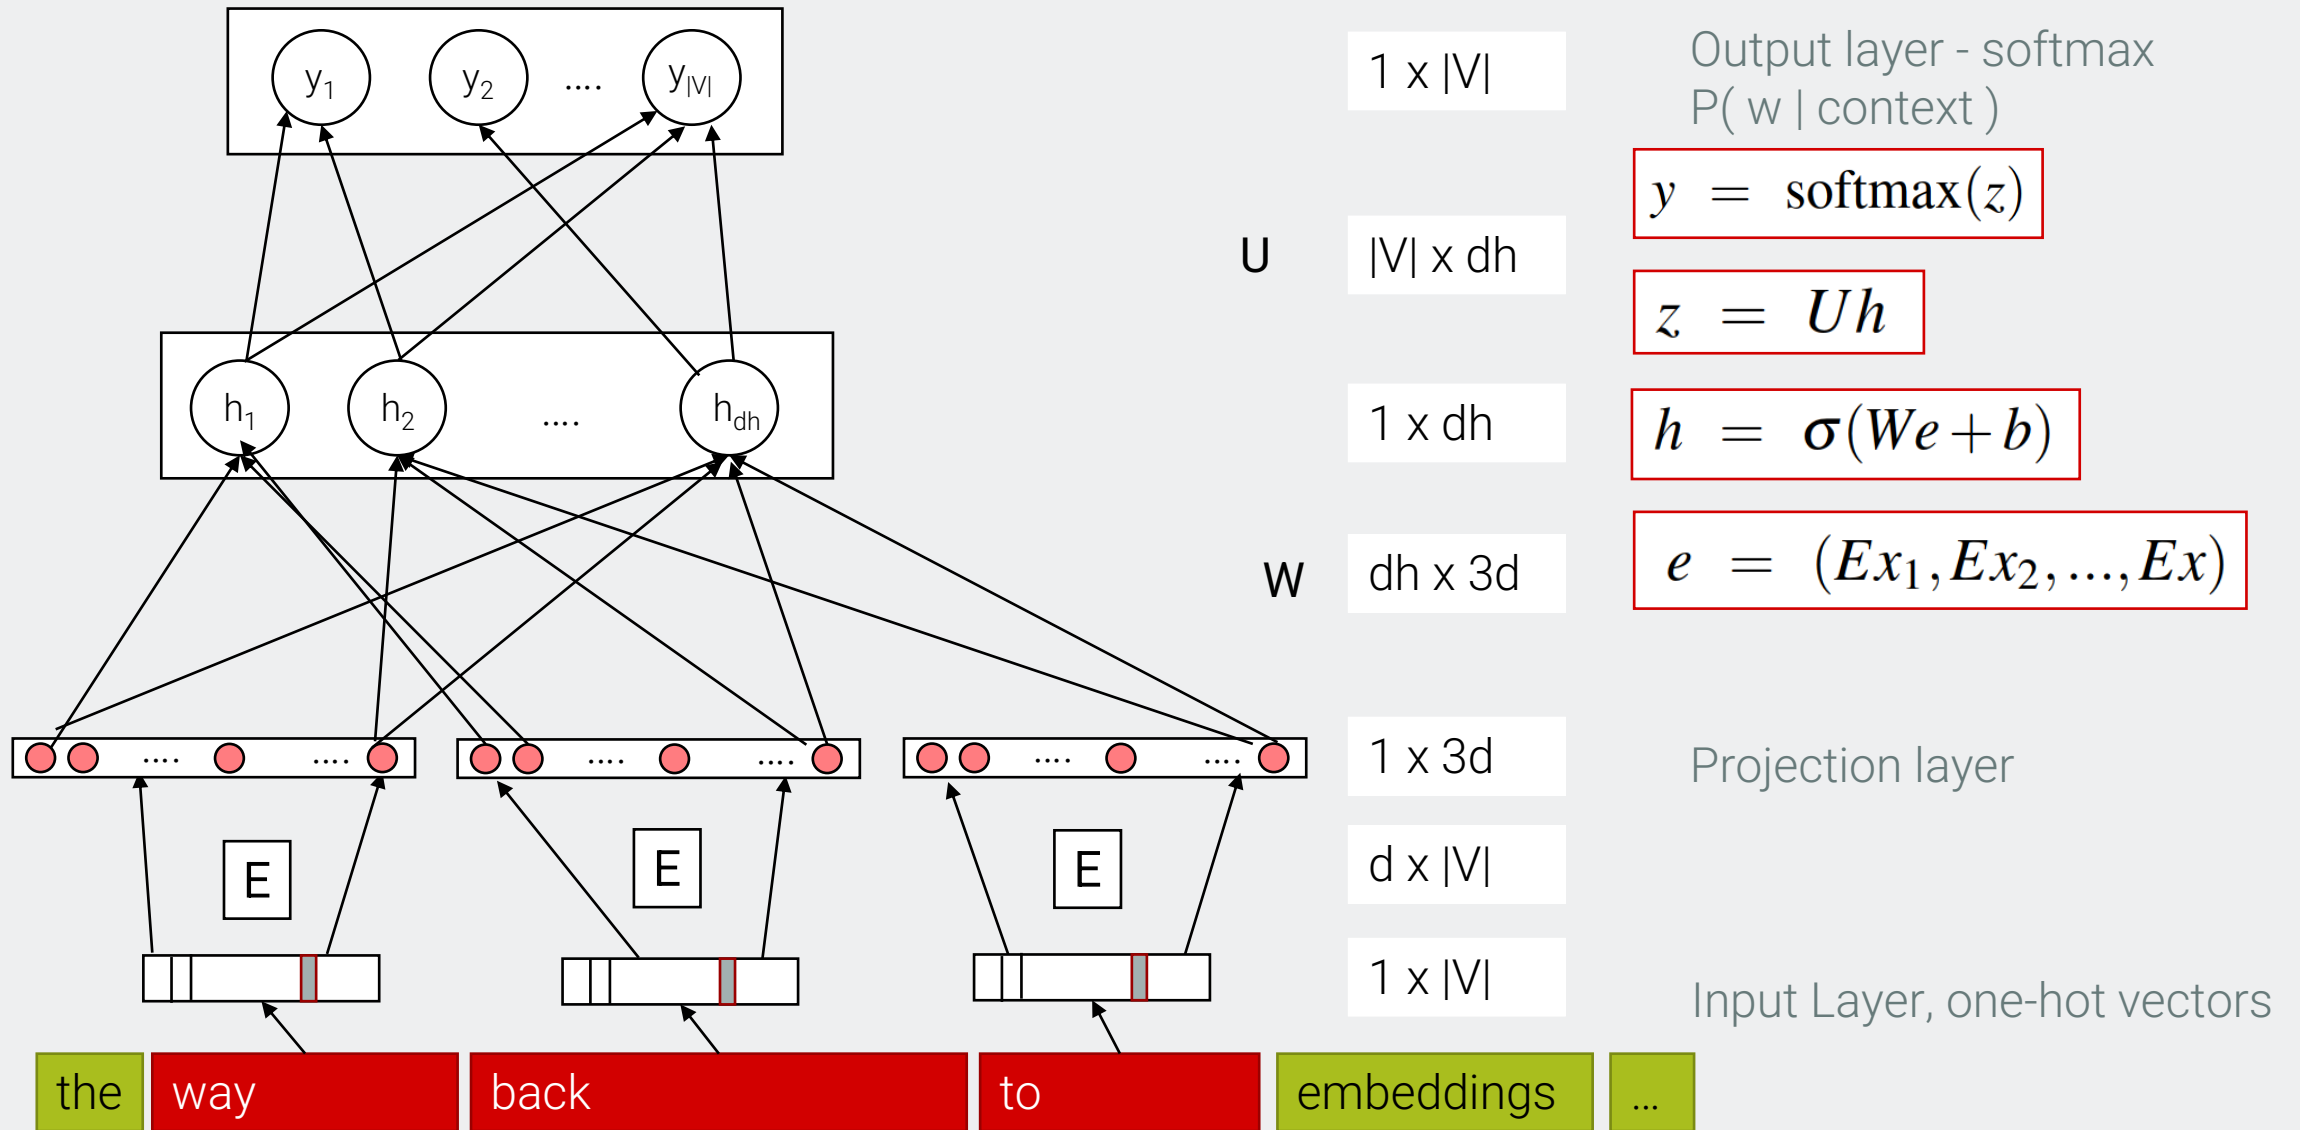 y1 y2 .... y|V|
1 x |V|
Output layer - softmax
P( w | context )
y = softmax(z)
U
|V| x dh
z = Uh
h1 h2 .... hdh
1 x dh
h = σ(We + b)
W
dh x 3d
e = (Ex1, Ex2, ..., Ex)
.... .... .... .... .... ....
1 x 3d
Projection layer
E E E
d x |V|
1 x |V|
Input Layer, one-hot vectors
the way back to embeddings ...